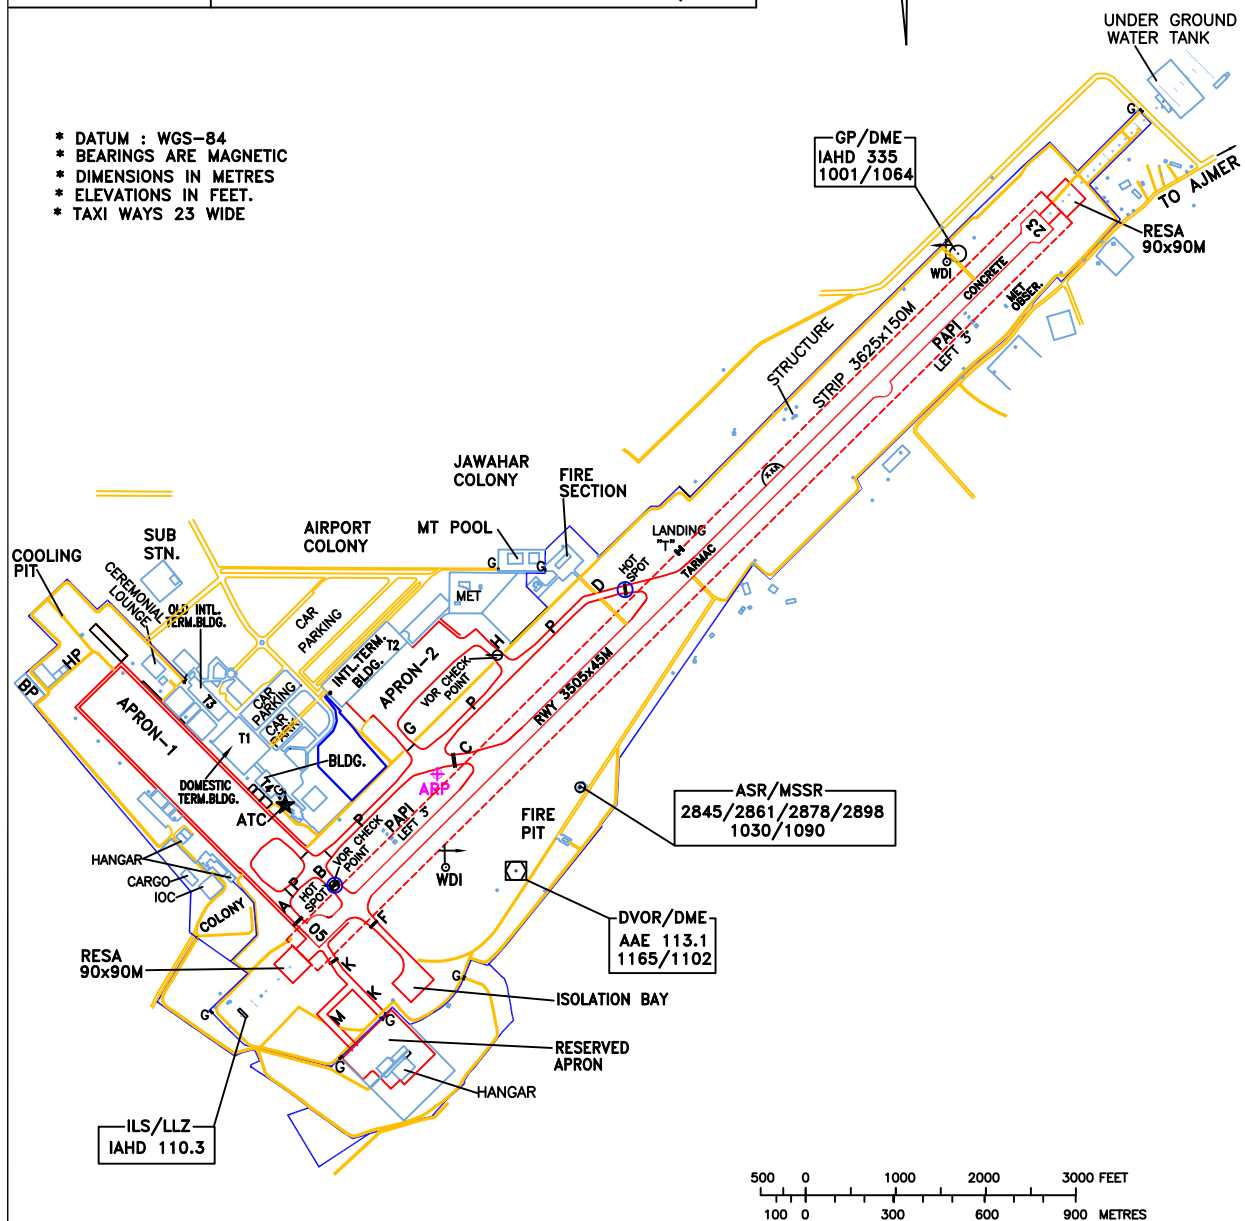 UNDER GROUND
WATER TANK
* DATUM : WGS-84
* BEARINGS ARE MAGNETIC
* DIMENSIONS IN METRES
* ELEVATIONS IN FEET.
* TAXI WAYS 23 WIDE
GP/DME
IAHD 335
1001/1064
G
TO AJMER
RESA
90x90M
23
WDI
CONCRETE
MET
OBSER.
PAPI
LEFT 3°
STRIP 3625x150M
STRUCTURE
JAWAHAR
COLONY
FIRE
SECTION
MT POOL
AIRPORT
COLONY
SUB
STN.
COOLING
PIT
CEREMONIAL
LOUNGE
OLD INTL.
TERM.BLDG.
CAR
PARKING
G
G
MET
LANDING
"T"
H
TARMAC
HOT
SPOT
D
P
H
INTL.TERM.
BLDG.
T2
APRON-2
VOR CHECK
POINT
P
G
C
RWY 3505x45M
HP
BP
APRON-1
T3
T1
CAR
PARKING
CAR
PARK
DOMESTIC
TERM.BLDG.
T4
BLDG.
ATC
ARP
P
PAPI
LEFT 3°
VOR CHECK
POINT
WDI
FIRE
PIT
ASR/MSSR
2845/2861/2878/2898
1030/1090
HANGAR
CARGO
IOC
COLONY
B
P
HOT
SPOT
A
05
F
K
K
M
DVOR/DME
AAE 113.1
1165/1102
RESA
90x90M
G
G
G
G
ISOLATION BAY
RESERVED
APRON
HANGAR
ILS/LLZ
IAHD 110.3
500 0 1000 2000 3000 FEET
100 0 300 600 900 METRES